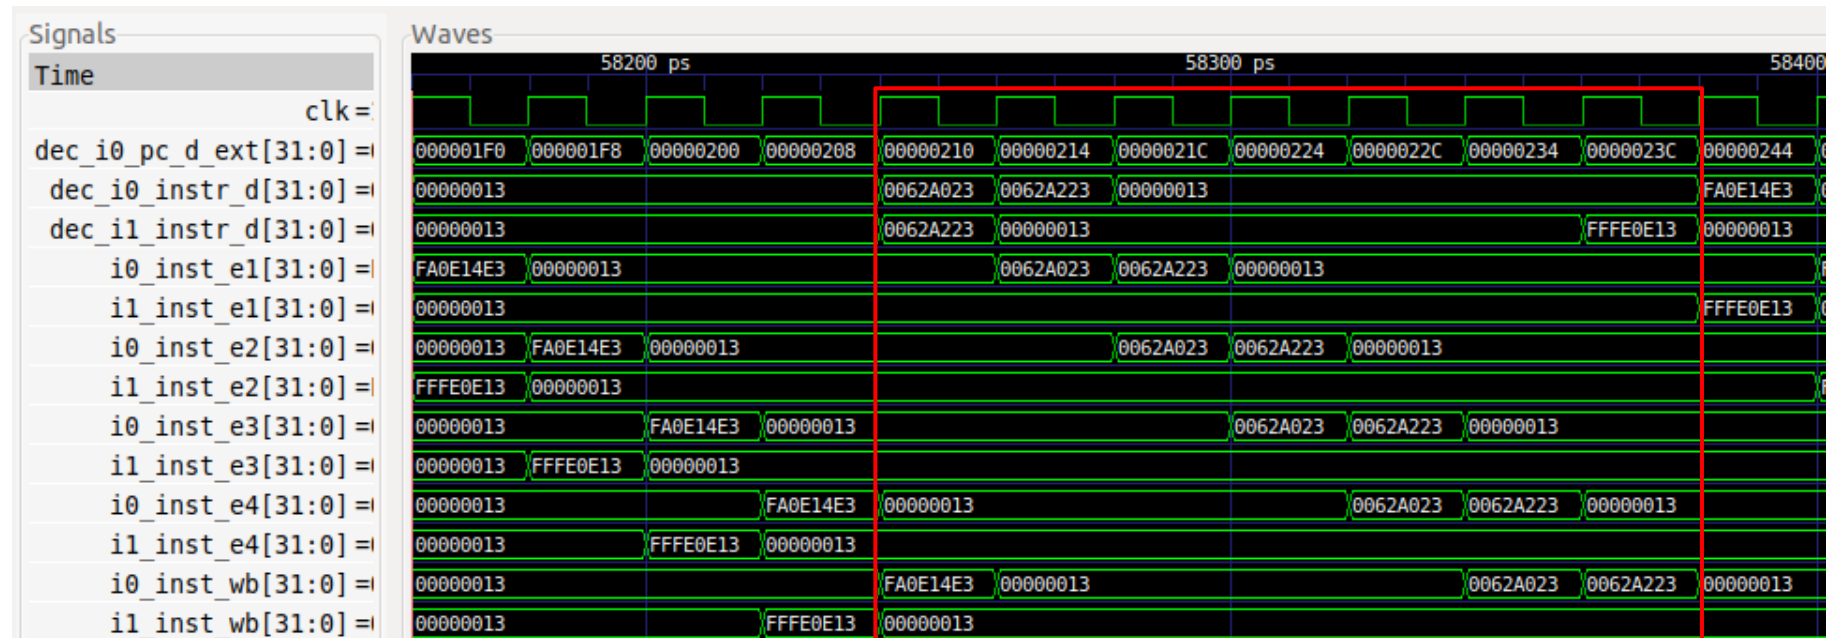 Signals Waves
Time 58200 ps 58300 ps 58400
clk =
dec_i0_pc_d_ext[31:0] = 000001F0 000001F8 00000200 00000208 00000210 00000214 0000021C 00000224 0000022C 00000234 0000023C 00000244
dec_i0_instr_d[31:0] = 00000013 0062A023 0062A223 00000013 FA0E14E3
dec_i1_instr_d[31:0] = 00000013 0062A223 00000013 FFFE0E13 00000013
i0_inst_e1[31:0] = FA0E14E3 00000013 0062A023 0062A223 00000013
i1_inst_e1[31:0] = 00000013 FFFE0E13
i0_inst_e2[31:0] = 00000013 FA0E14E3 00000013 0062A023 0062A223 00000013
i1_inst_e2[31:0] = FFFE0E13 00000013
i0_inst_e3[31:0] = 00000013 FA0E14E3 00000013 0062A023 0062A223 00000013
i1_inst_e3[31:0] = 00000013 FFFE0E13 00000013
i0_inst_e4[31:0] = 00000013 FA0E14E3 00000013 0062A023 0062A223 00000013
i1_inst_e4[31:0] = 00000013 FFFE0E13 00000013
i0_inst_wb[31:0] = 00000013 FA0E14E3 00000013 0062A023 0062A223 00000013
i1_inst_wb[31:0] = 00000013 FFFE0E13 00000013